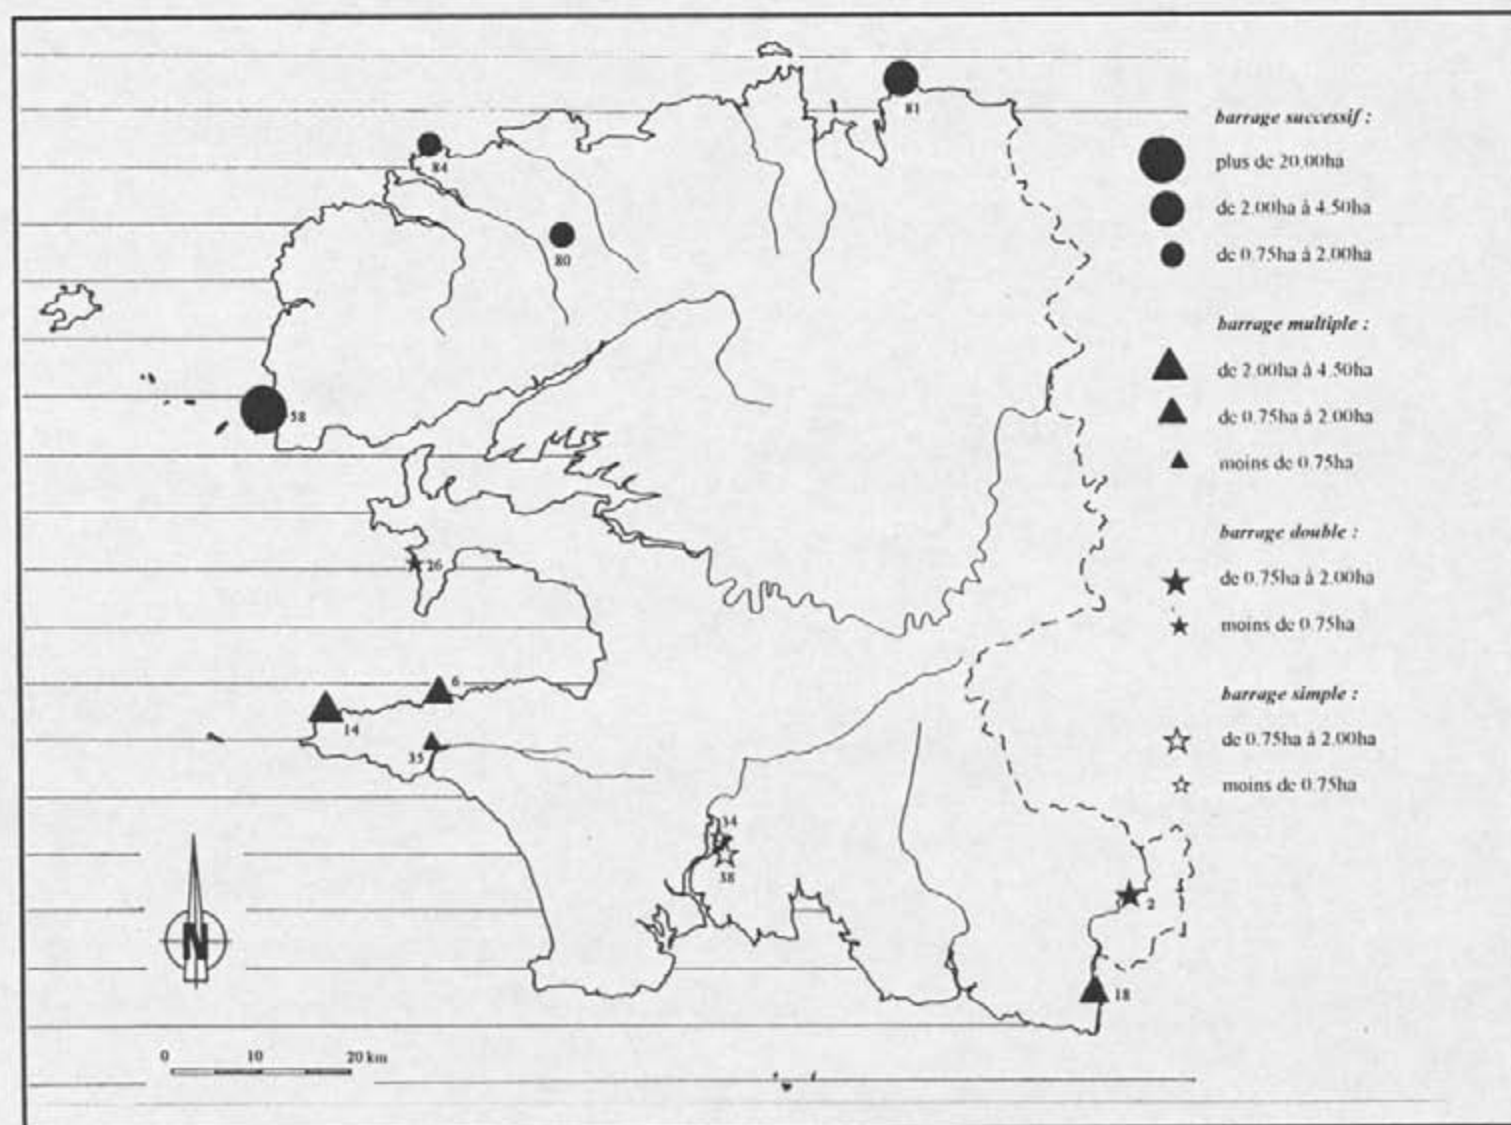 81
84
80
58
26
6
14
35
34
38
2
18
N
0 10 20 km
barrage successif :
plus de 20.00ha
de 2.00ha à 4.50ha
de 0.75ha à 2.00ha
barrage multiple :
de 2.00ha à 4.50ha
de 0.75ha à 2.00ha
moins de 0.75ha
barrage double :
de 0.75ha à 2.00ha
moins de 0.75ha
barrage simple :
de 0.75ha à 2.00ha
moins de 0.75ha